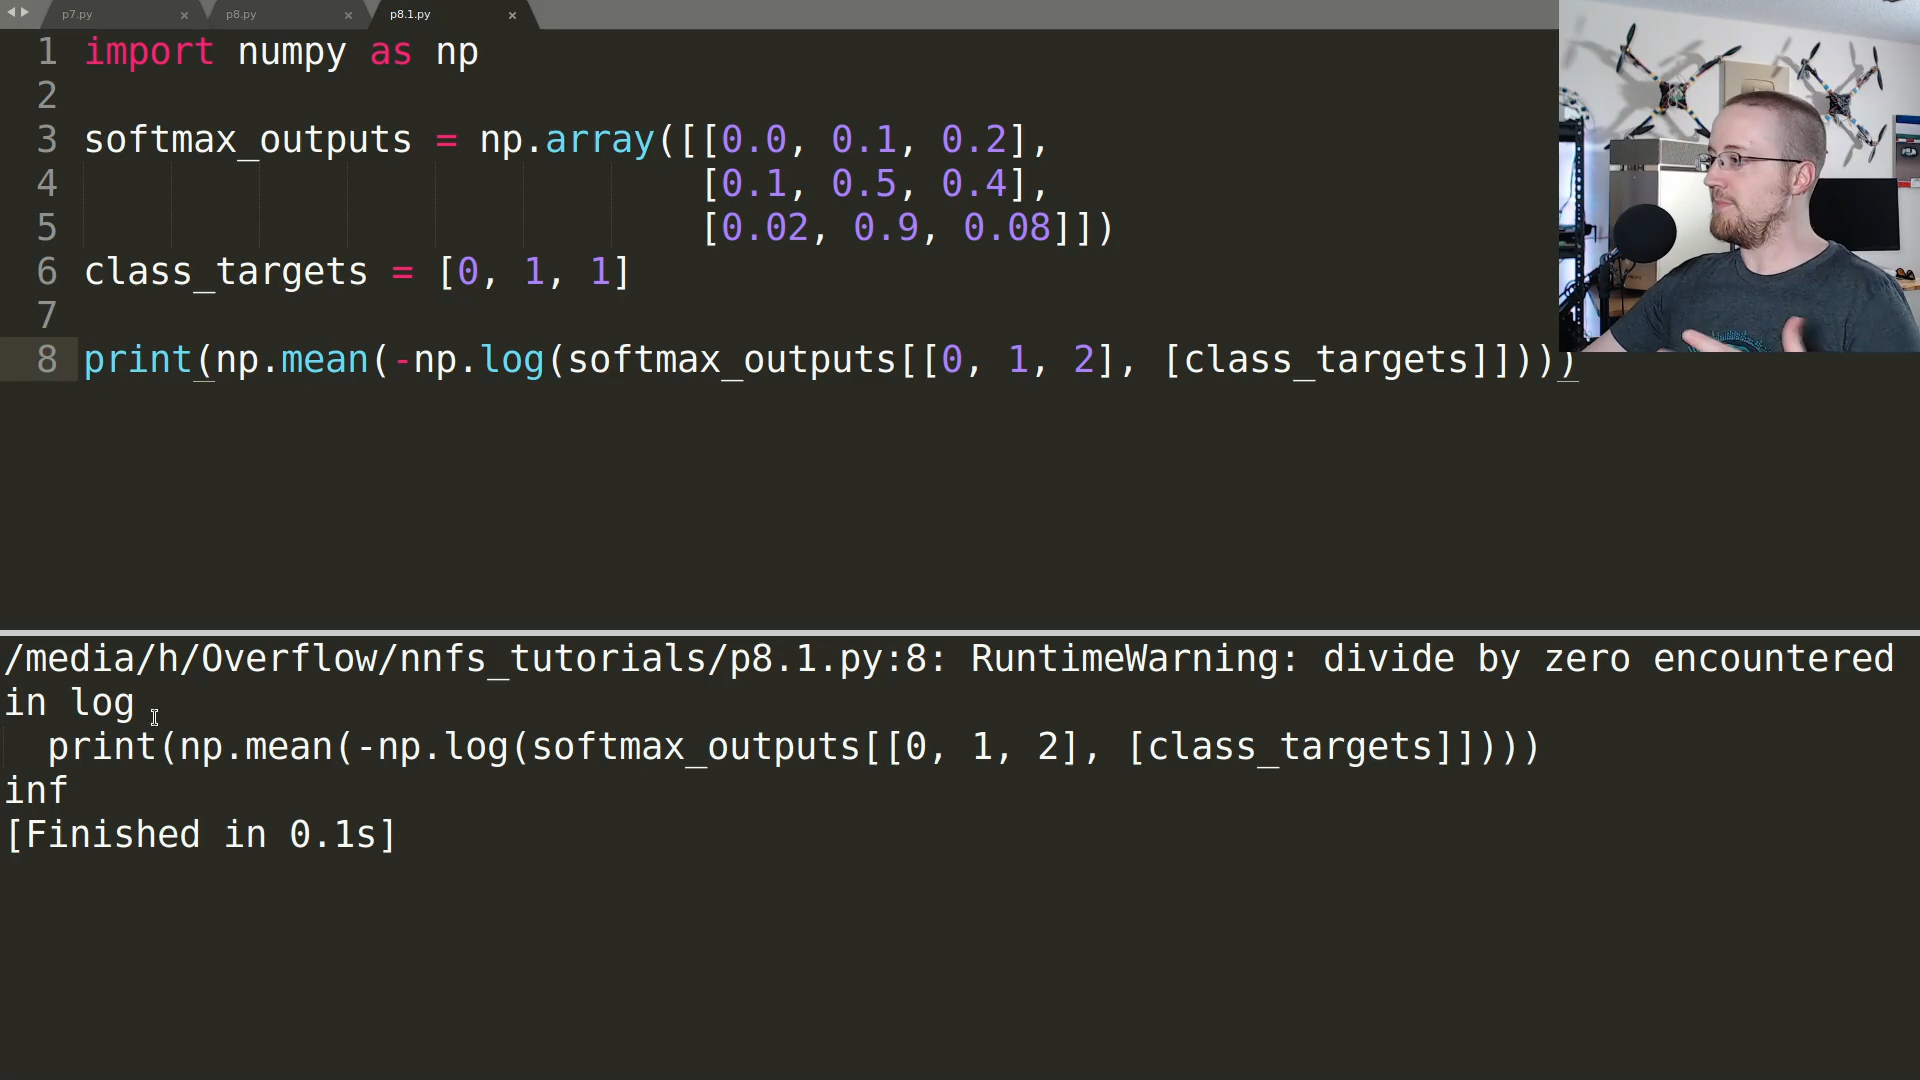 p7.py × p8.py × p8.1.py ×
1 import numpy as np
2
3 softmax_outputs = np.array([[0.0, 0.1, 0.2],
4 [0.1, 0.5, 0.4],
5 [0.02, 0.9, 0.08]])
6 class_targets = [0, 1, 1]
7
8 print(np.mean(-np.log(softmax_outputs[[0, 1, 2], [class_targets]])))
/media/h/Overflow/nnfs_tutorials/p8.1.py:8: RuntimeWarning: divide by zero encountered
in log
print(np.mean(-np.log(softmax_outputs[[0, 1, 2], [class_targets]])))
inf
[Finished in 0.1s]